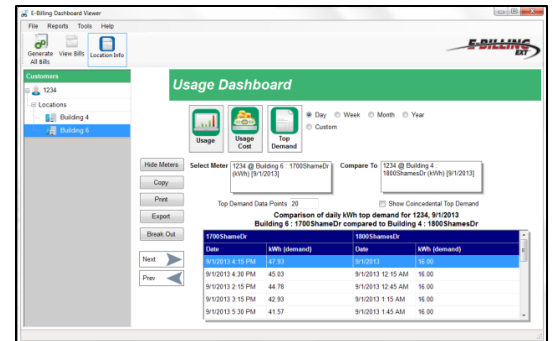 E-Billing Dashboard Viewer
File Reports Tools Help
Generate All Bills
View Bills
Location Info
E-BILLING
EXT
Customers
1234
Locations
Building 4
Building 6
Usage Dashboard
Usage
Usage Cost
Top Demand
Day Week Month Year
Custom
Hide Meters
Copy
Print
Export
Break Out
Next
Prev
Select Meter
1234 @ Building 6 : 1700ShameDr
(kWh) [9/1/2013]
Compare To
1234 @ Building 4 :
1800ShamesDr (kWh) [9/1/2013]
Top Demand Data Points 20
Show Coincedental Top Demand
Comparison of daily kWh top demand for 1234, 9/1/2013
Building 6 : 1700ShameDr compared to Building 4 : 1800ShamesDr
1700ShameDr 1800ShamesDr
Date kWh (demand) Date kWh (demand)
9/1/2013 4:15 PM 47.93 9/1/2013 16.00
9/1/2013 4:30 PM 45.03 9/1/2013 12:15 AM 16.00
9/1/2013 2:15 PM 44.78 9/1/2013 12:45 AM 16.00
9/1/2013 3:15 PM 42.93 9/1/2013 1:15 AM 16.00
9/1/2013 5:30 PM 41.57 9/1/2013 1:45 AM 16.00